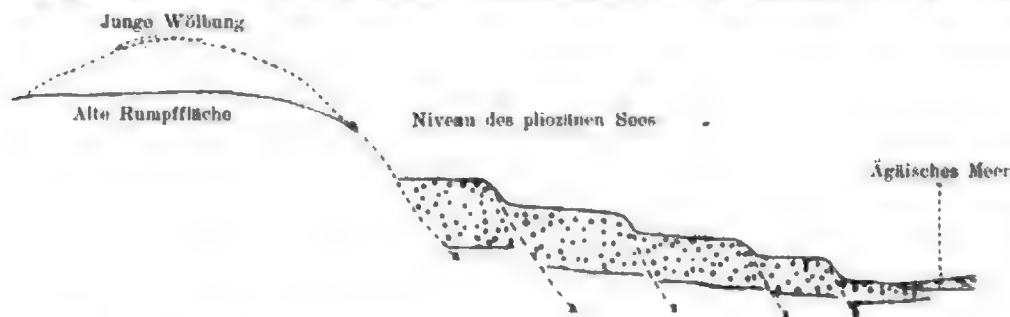 Junge Wölbung
Alte Rumpffläche
Niveau des pliozänen Sees
Ägäisches Meer